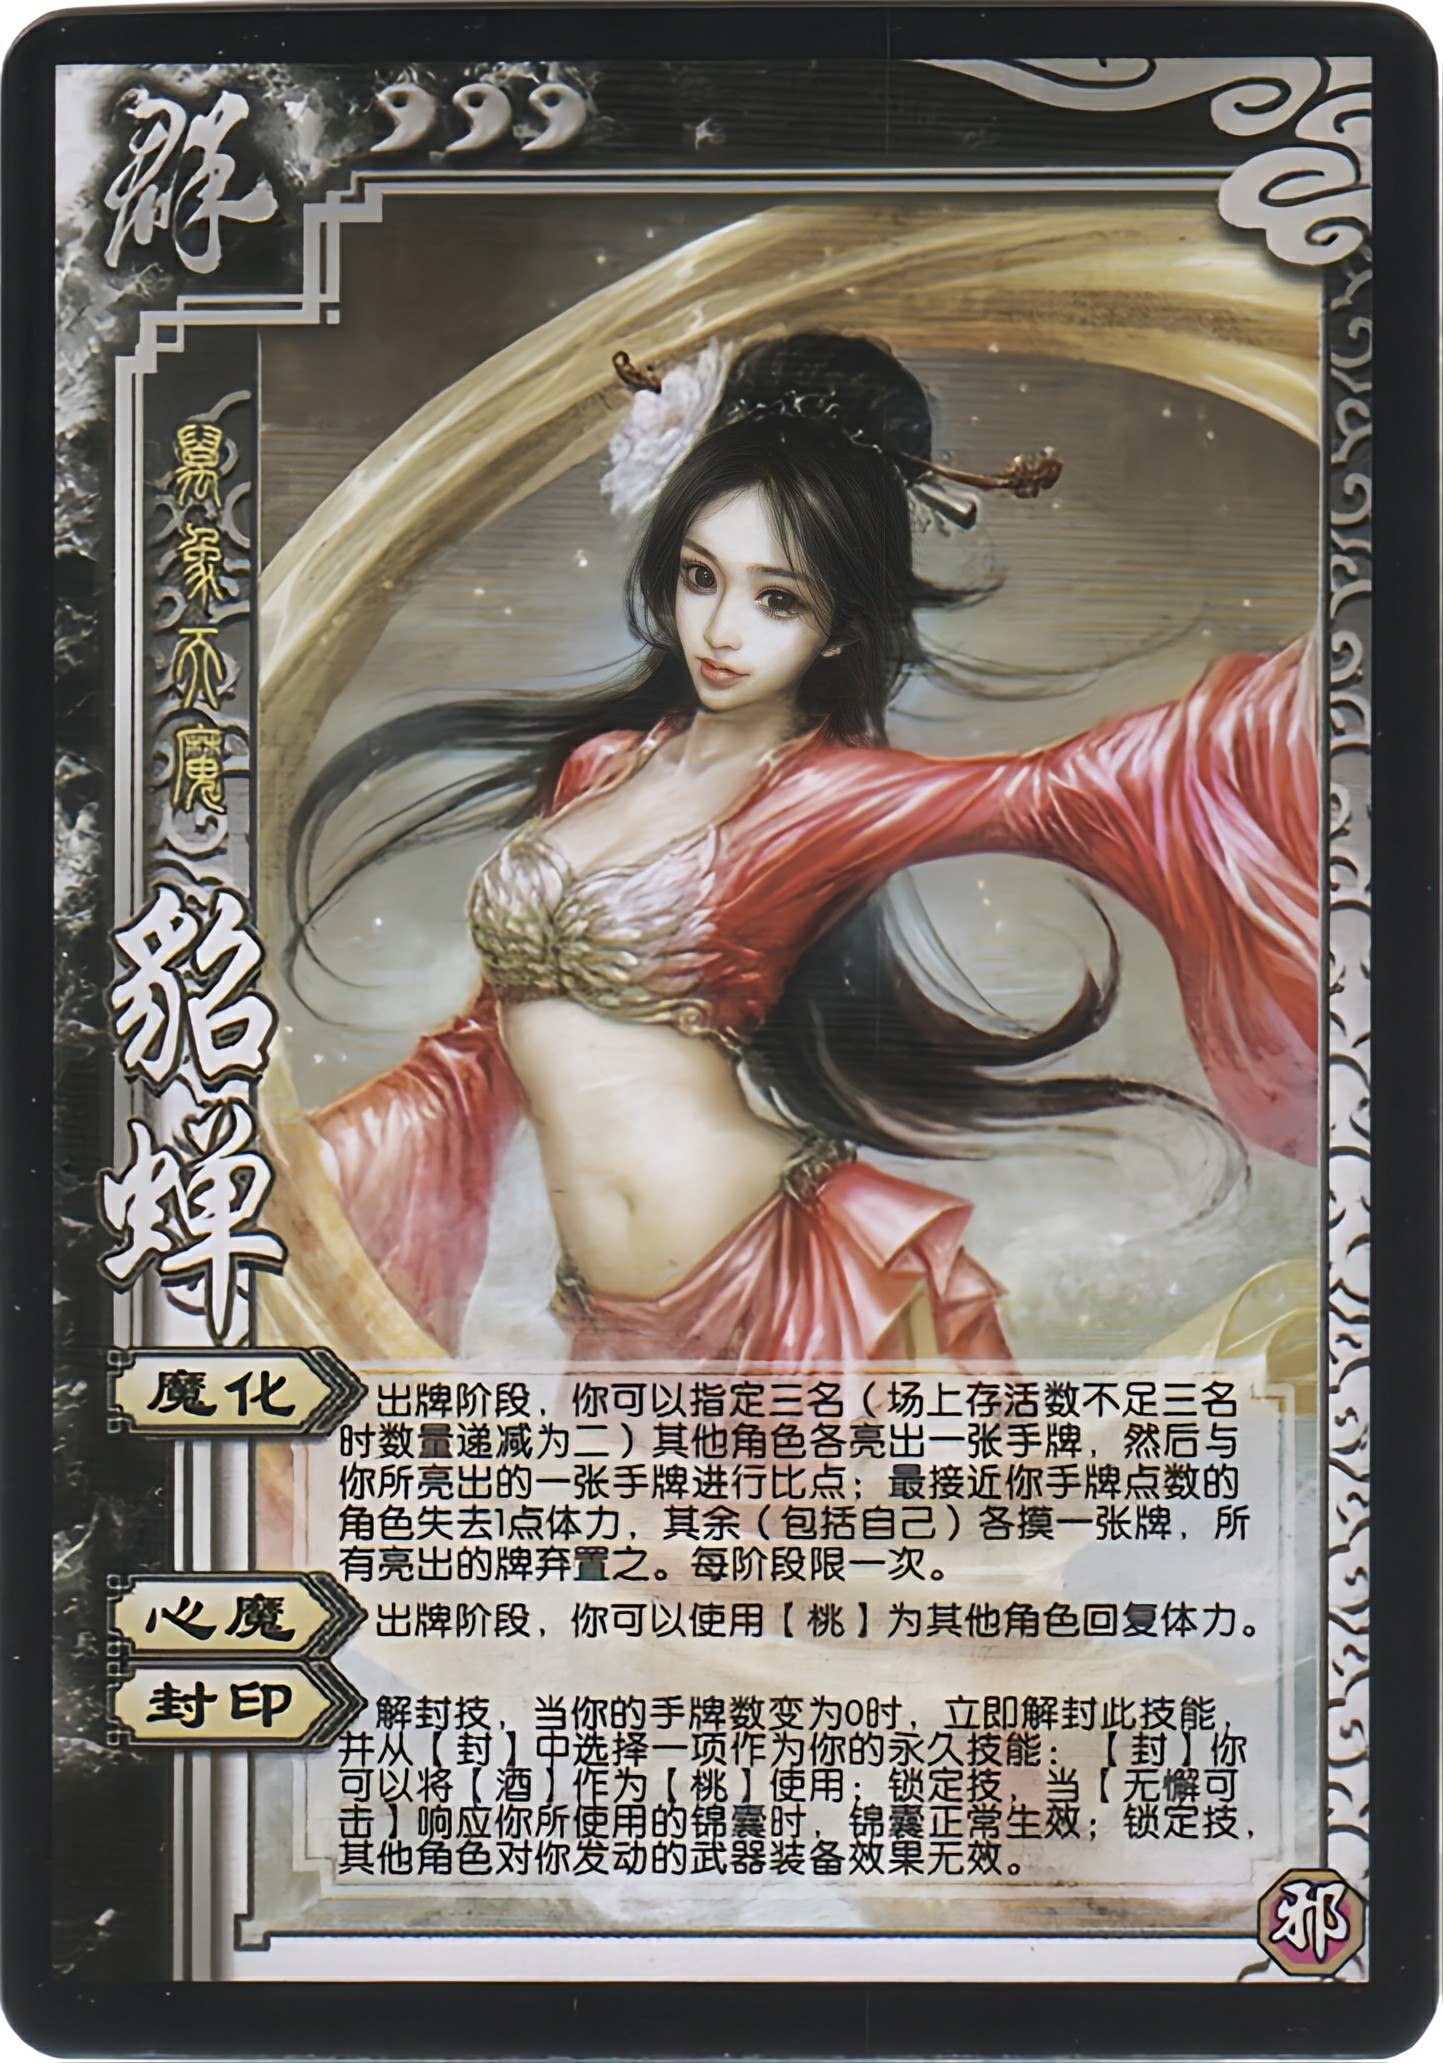 群
万象天魔
貂蝉
魔化
出牌阶段，你可以指定三名（场上存活数不足三名
时数量递减为二）其他角色各亮出一张手牌，然后与
你所亮出的一张手牌进行比点；最接近你手牌点数的
角色失去1点体力，其余（包括自己）各摸一张牌，所
有亮出的牌弃置之。每阶段限一次。
心魔
出牌阶段，你可以使用【桃】为其他角色回复体力。
封印
解封技，当你的手牌数变为0时，立即解封此技能，
并从【封】中选择一项作为你的永久技能：【封】你
可以将【酒】作为【桃】使用；锁定技，当【无懈可
击】响应你所使用的锦囊时，锦囊正常生效；锁定技，
其他角色对你发动的武器装备效果无效。
邪